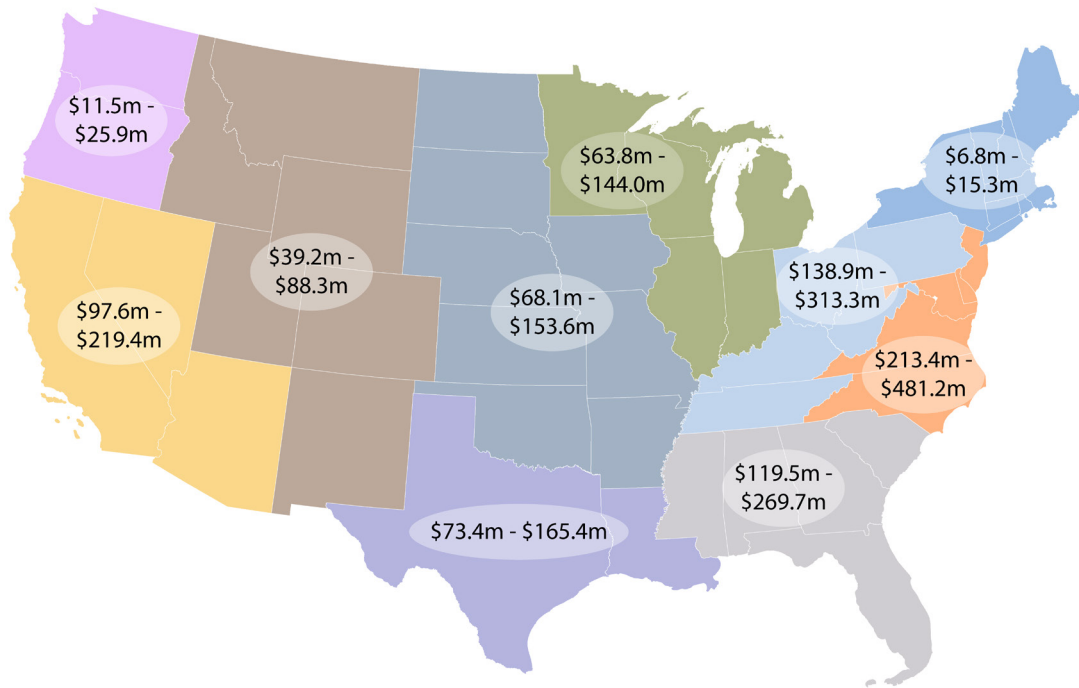 $11.5m -
$25.9m
$63.8m -
$144.0m
$6.8m -
$15.3m
$39.2m -
$88.3m
$138.9m -
$313.3m
$97.6m -
$219.4m
$68.1m -
$153.6m
$213.4m -
$481.2m
$119.5m -
$269.7m
$73.4m - $165.4m